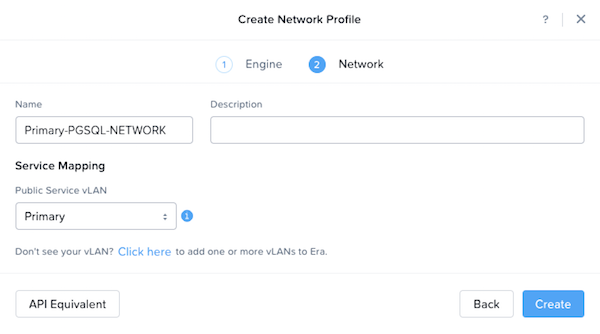 Create Network Profile
?
1 Engine 2 Network
Name Description
Primary-PGSQL-NETWORK
Service Mapping
Public Service vLAN
Primary
Don't see your vLAN? Click here to add one or more vLANs to Era.
API Equivalent Back Create